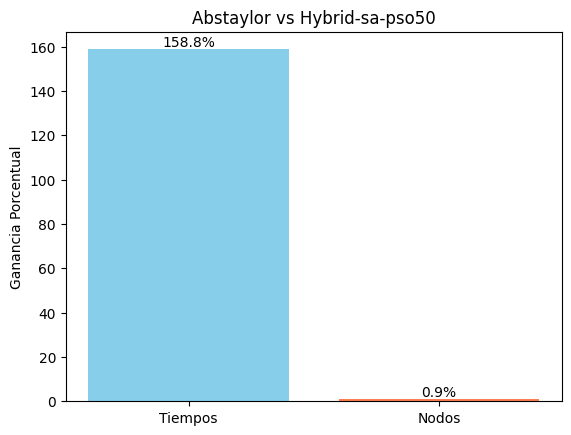 Abstaylor vs Hybrid-sa-pso50
Ganancia Porcentual
160
140
120
100
80
60
40
20
0
158.8%
0.9%
Tiempos
Nodos